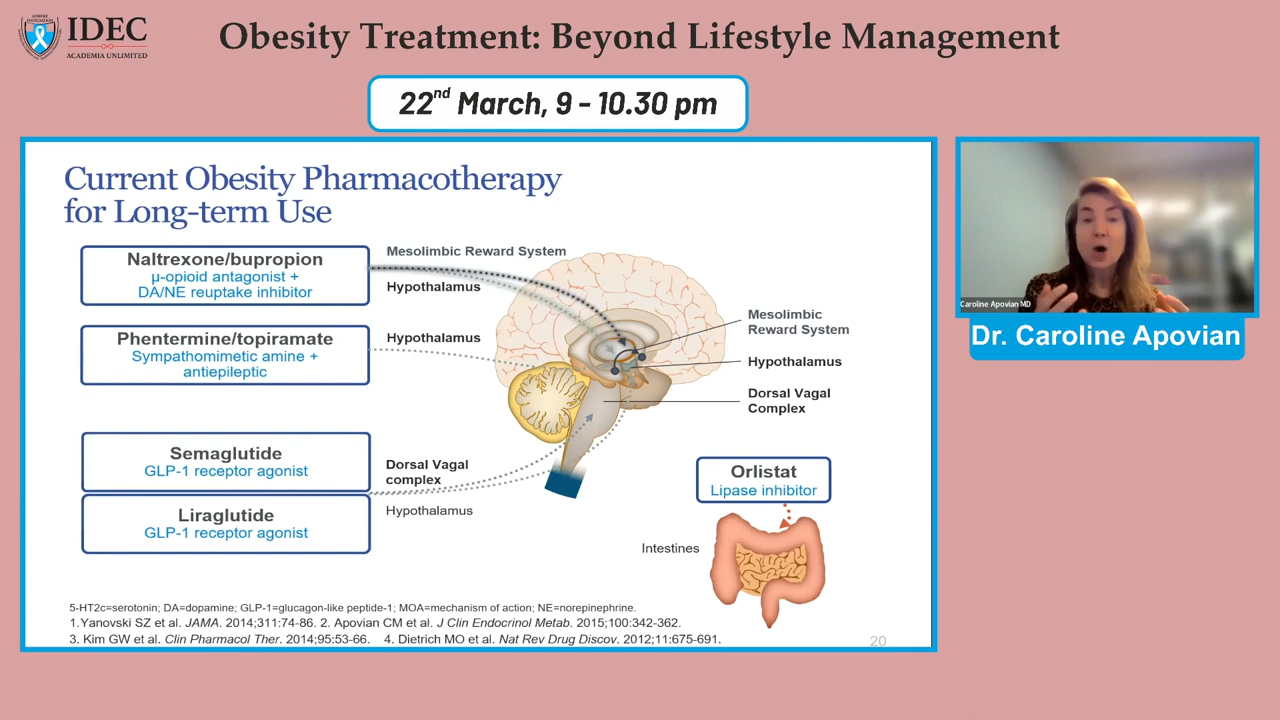 IDEC
ACADEMIA UNLIMITED
Obesity Treatment: Beyond Lifestyle Management
22nd March, 9 - 10.30 pm
Current Obesity Pharmacotherapy
for Long-term Use
Naltrexone/bupropion
μ-opioid antagonist +
DA/NE reuptake inhibitor
Mesolimbic Reward System
Hypothalamus
Phentermine/topiramate
Sympathomimetic amine +
antiepileptic
Hypothalamus
Semaglutide
GLP-1 receptor agonist
Liraglutide
GLP-1 receptor agonist
Dorsal Vagal
complex
Hypothalamus
Mesolimbic
Reward System
Hypothalamus
Dorsal Vagal
Complex
Orlistat
Lipase inhibitor
Intestines
5-HT2c=serotonin; DA=dopamine; GLP-1=glucagon-like peptide-1; MOA=mechanism of action; NE=norepinephrine.
1.Yanovski SZ et al. JAMA. 2014;311:74-86. 2. Apovian CM et al. J Clin Endocrinol Metab. 2015;100:342-362.
3. Kim GW et al. Clin Pharmacol Ther. 2014;95:53-66. 4. Dietrich MO et al. Nat Rev Drug Discov. 2012;11:675-691.
20
Caroline Apovian MD
Dr. Caroline Apovian